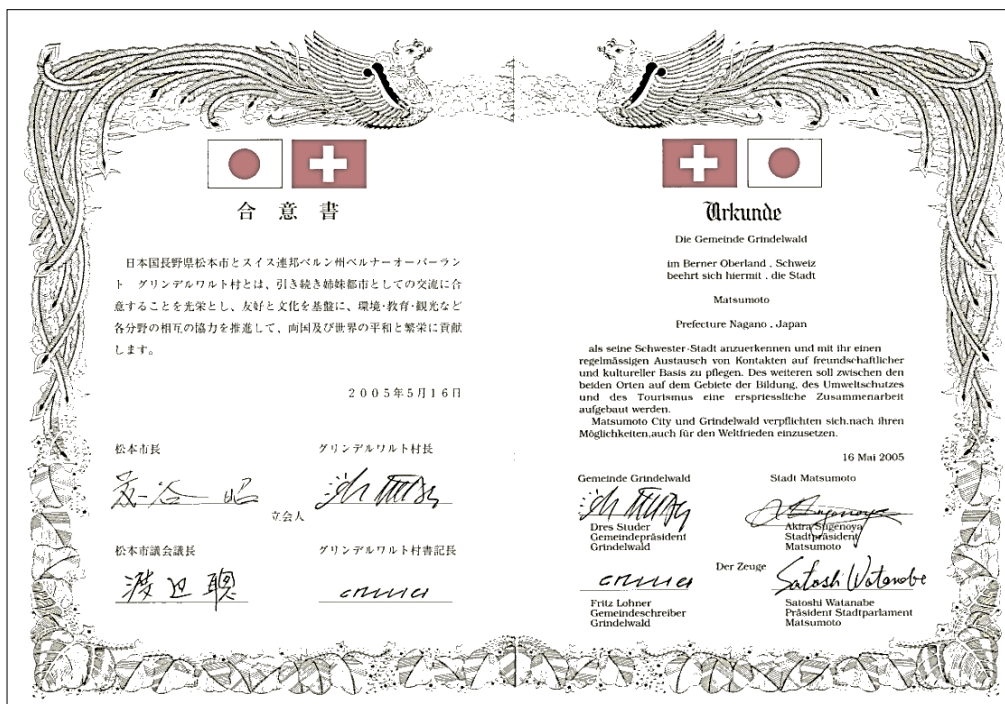 合意書
日本国長野県松本市とスイス連邦ベルン州ベルナーオーバーラン
ト グリンデルワルト村とは、引き続き姉妹都市としての交流に合
意することを光栄とし、友好と文化を基盤に、環境・教育・観光など
各分野の相互の協力を推進して、両国及び世界の平和と繁栄に貢献
します。
2005年5月16日
松本市長 グリンデルワルト村長
菅谷 昭
立会人
松本市議会議長 グリンデルワルト村書記長
渡辺聰
Urkunde
Die Gemeinde Grindelwald
im Berner Oberland , Schweiz
beehrt sich hiermit , die Stadt
Matsumoto
Prefecture Nagano , Japan
als seine Schwester-Stadt anzuerkennen und mit ihr einen
regelmässigen Austausch von Kontakten auf freundschaftlicher
und kultureller Basis zu pflegen. Des weiteren soll zwischen den
beiden Orten auf dem Gebiete der Bildung, des Umweltschutzes
und des Tourismus eine erspriessliche Zusammenarbeit
aufgebaut werden.
Matsumoto City und Grindelwald verpflichten sich,nach ihren
Möglichkeiten,auch für den Weltfrieden einzusetzen.
16 Mai 2005
Gemeinde Grindelwald Stadt Matsumoto
A. Sugenoya
Dres Studer Akira Sugenoya
Gemeindepräsident Stadtpräsident
Grindelwald Matsumoto
Der Zeuge
Satoshi Watanabe
Fritz Lohner Satoshi Watanabe
Gemeindeschreiber Präsident Stadtparlament
Grindelwald Matsumoto